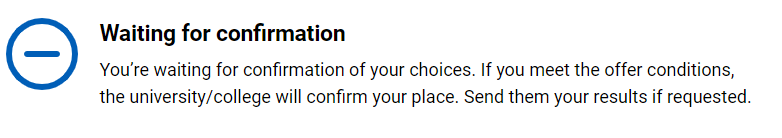 Waiting for confirmation
You’re waiting for confirmation of your choices. If you meet the offer conditions,
the university/college will confirm your place. Send them your results if requested.